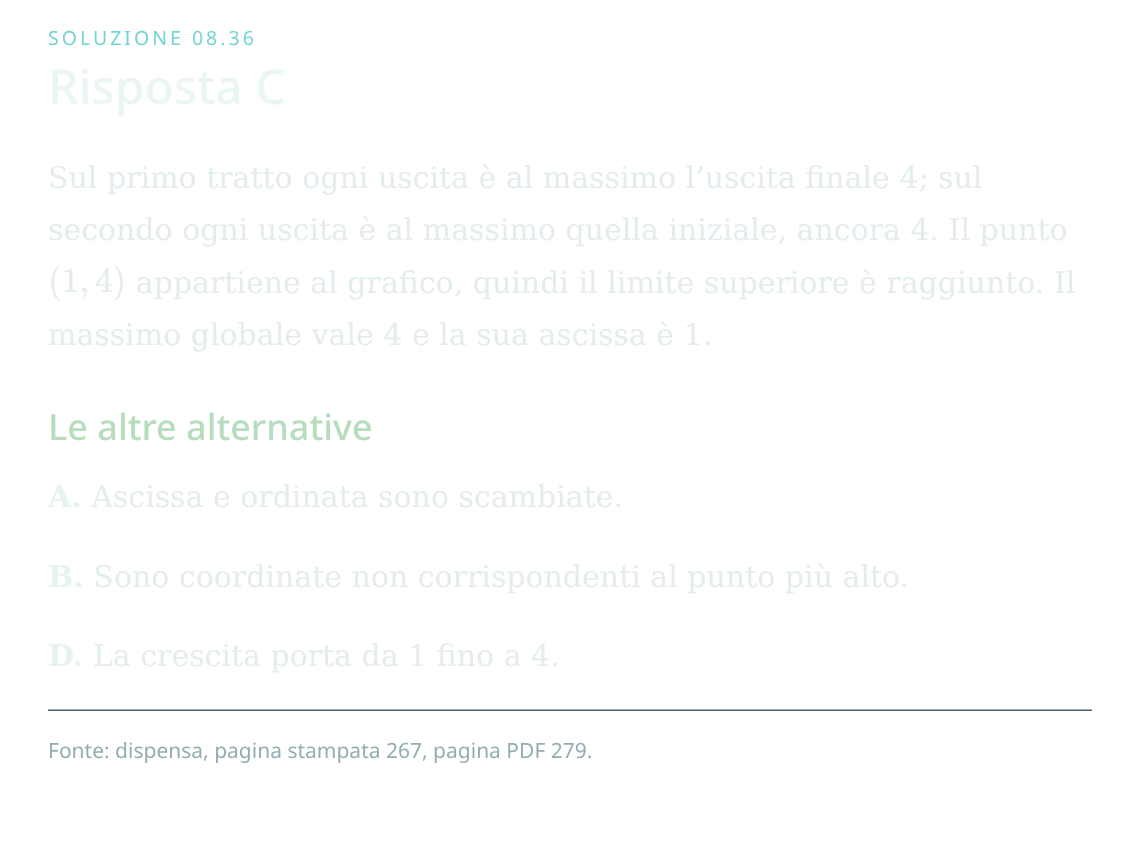 SOLUZIONE 08.36
Risposta C
Sul primo tratto ogni uscita è al massimo l’uscita finale 4; sul
secondo ogni uscita è al massimo quella iniziale, ancora 4. Il punto
(1, 4) appartiene al grafico, quindi il limite superiore è raggiunto. Il
massimo globale vale 4 e la sua ascissa è 1.
Le altre alternative
A. Ascissa e ordinata sono scambiate.
B. Sono coordinate non corrispondenti al punto più alto.
D. La crescita porta da 1 fino a 4.
Fonte: dispensa, pagina stampata 267, pagina PDF 279.